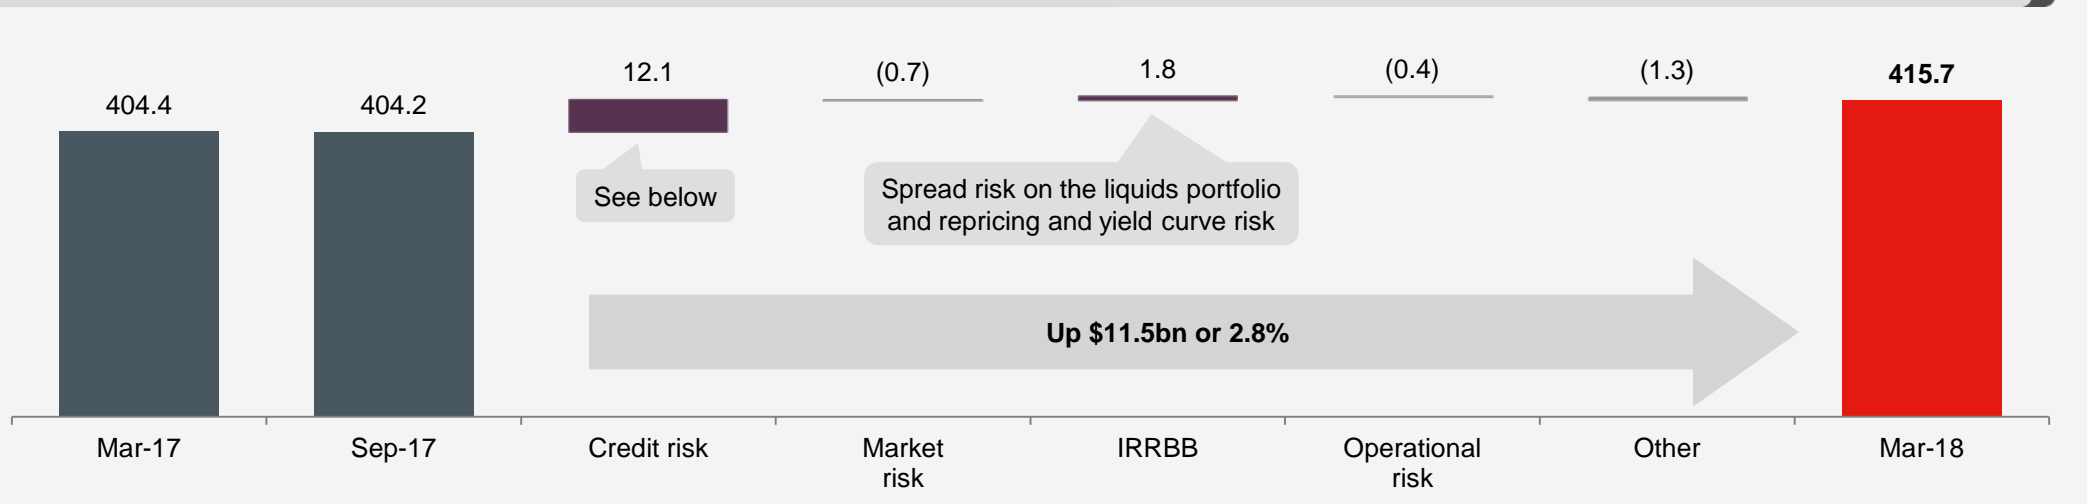 404.4
404.2
12.1
(0.7)
1.8
(0.4)
(1.3)
415.7
See below
Spread risk on the liquids portfolio
and repricing and yield curve risk
Up $11.5bn or 2.8%
Mar-17
Sep-17
Credit risk
Market
risk
IRRBB
Operational
risk
Other
Mar-18